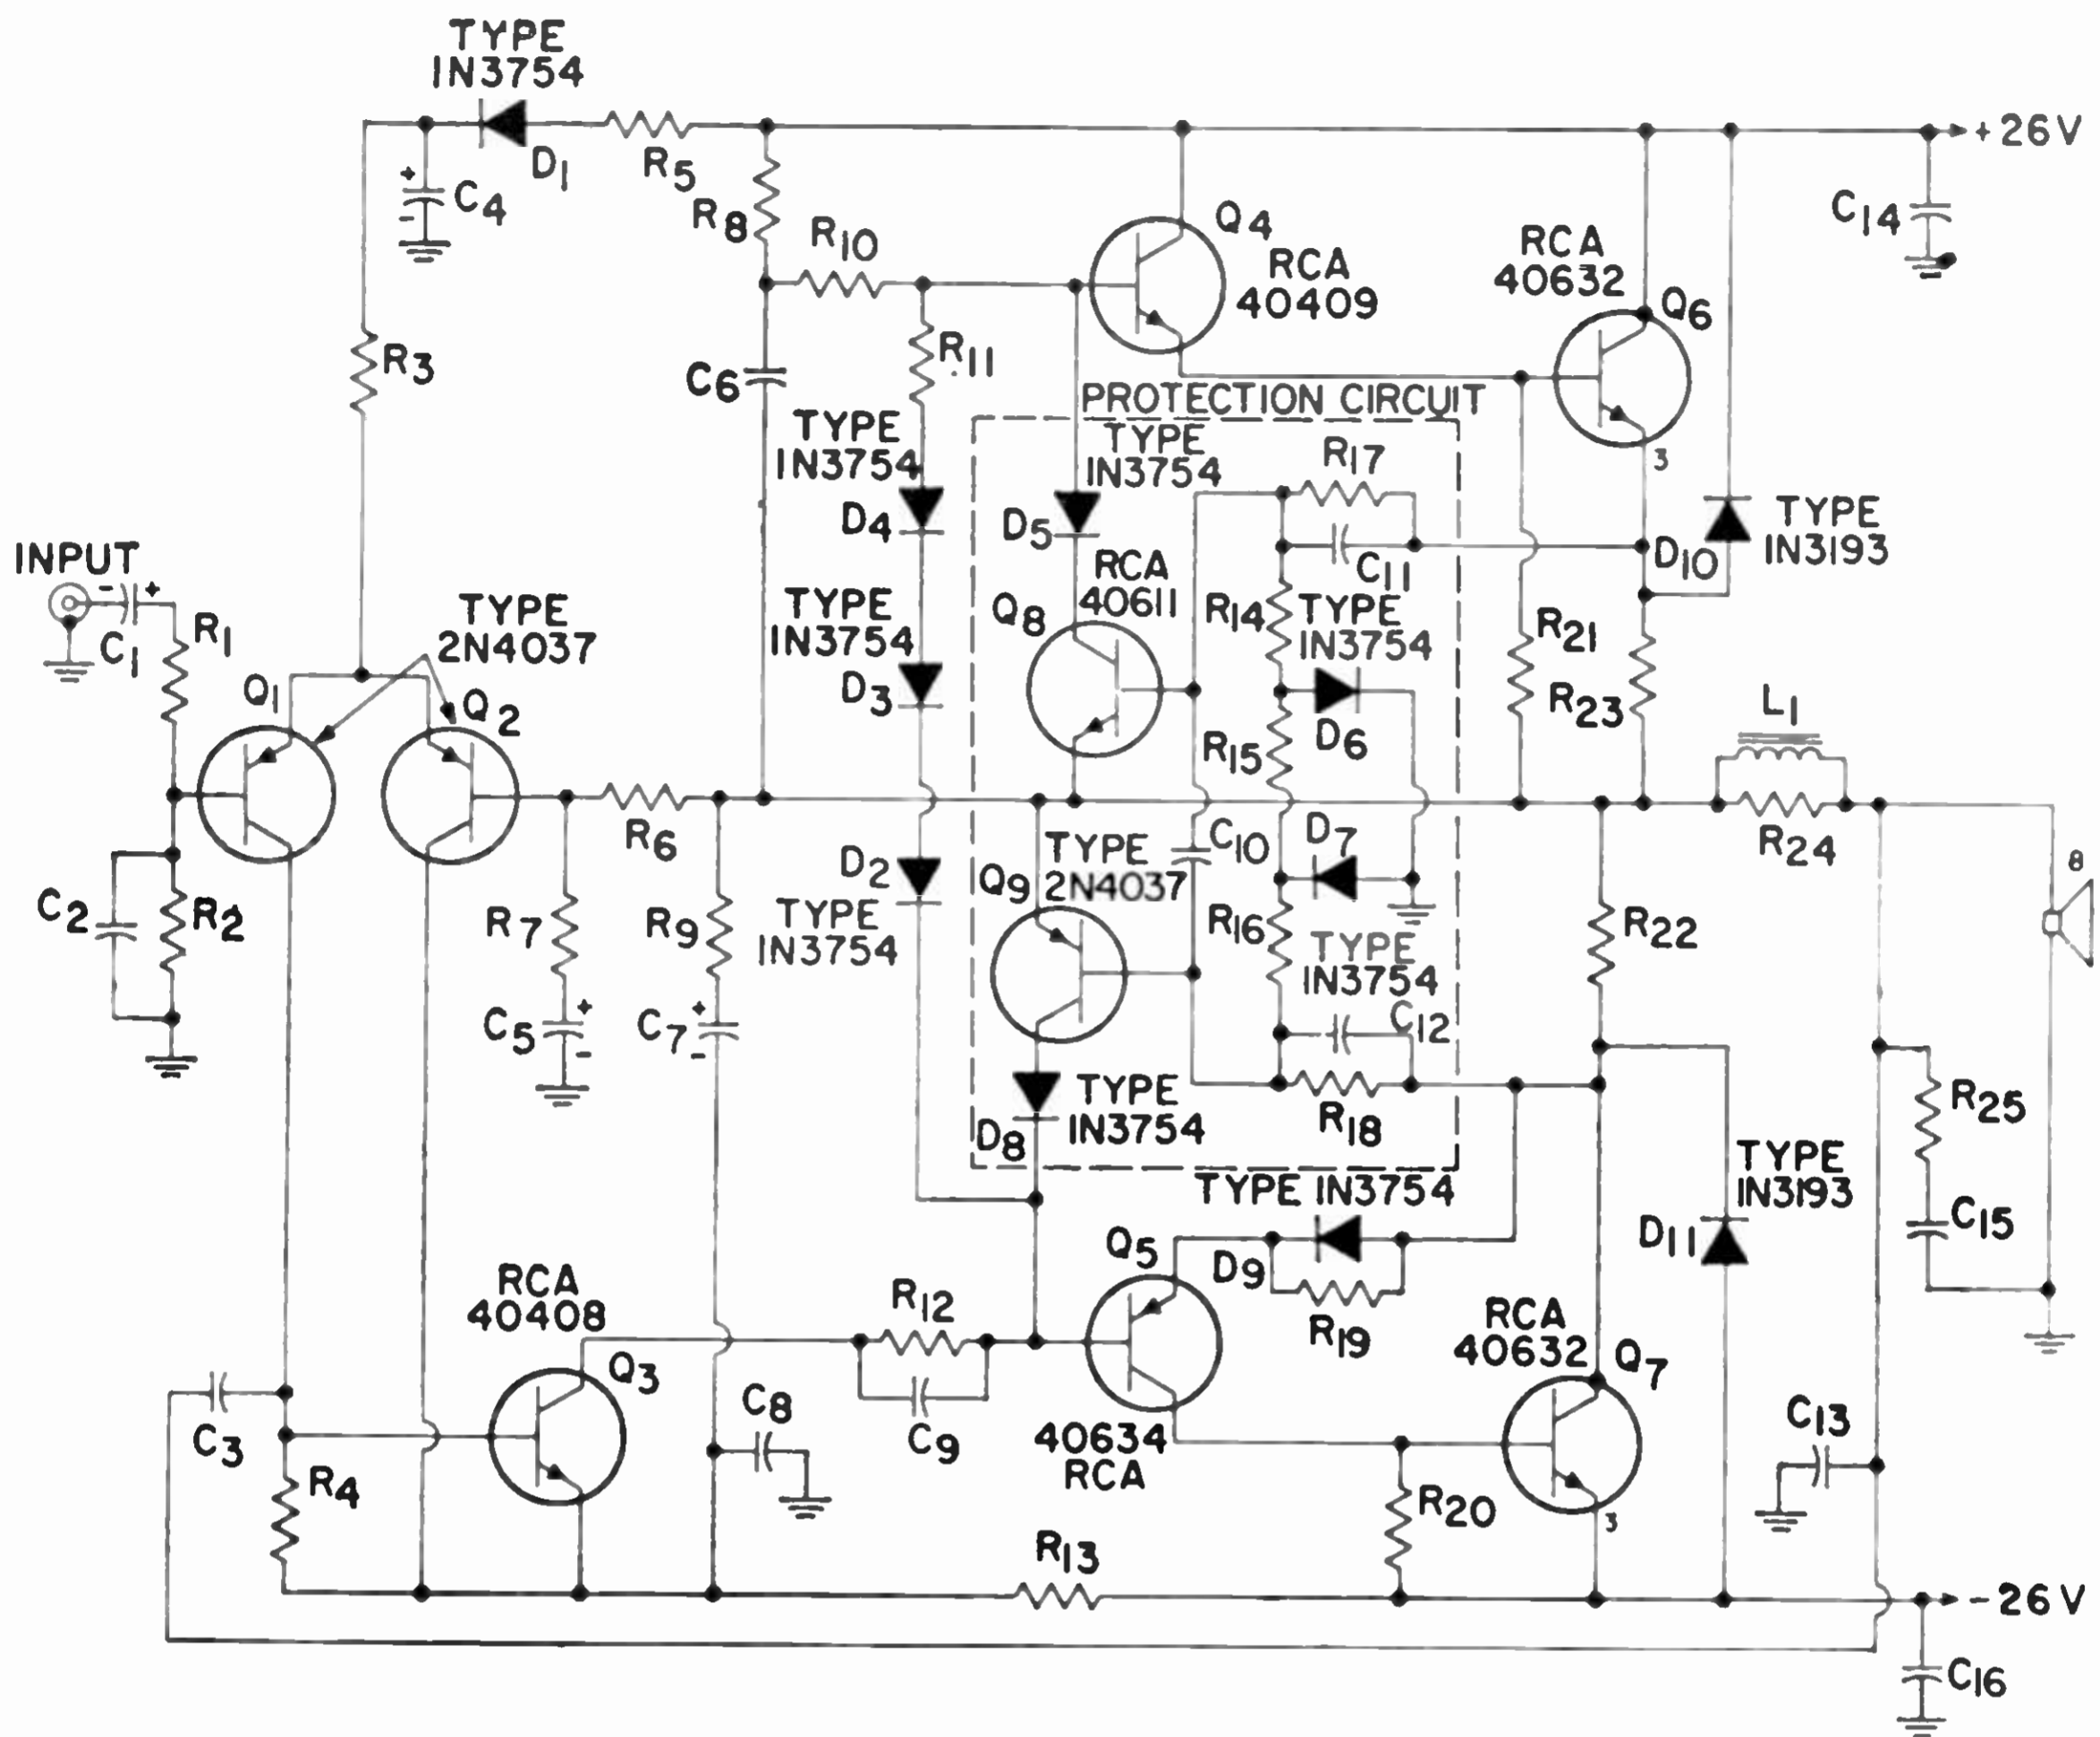 TYPE
IN3754
D1
R5
+
C4
-
+26V
C14
R8
R10
Q4
RCA
40409
RCA
40632
Q6
3
R3
R11
C6
PROTECTION CIRCUIT
TYPE
IN3754
D4
TYPE
IN3754
D5
R17
C11
TYPE
IN3193
D10
INPUT
- +
C1
R1
TYPE
2N4037
Q1
Q2
TYPE
IN3754
D3
RCA
40611
Q8
R14
TYPE
IN3754
D6
R15
R21
R23
L1
R24
8
R6
C2
R2
R7
+
C5
-
R9
+
C7
-
D2
TYPE
IN3754
TYPE
2N4037
Q9
C10
D7
R16
TYPE
IN3754
C12
R18
R22
R25
C15
D8
TYPE
IN3754
TYPE IN3754
D9
R19
TYPE
IN3193
D11
RCA
40408
Q3
R12
C9
Q5
40634
RCA
RCA
40632
Q7
3
C3
R4
C8
R20
C13
R13
-26V
C16